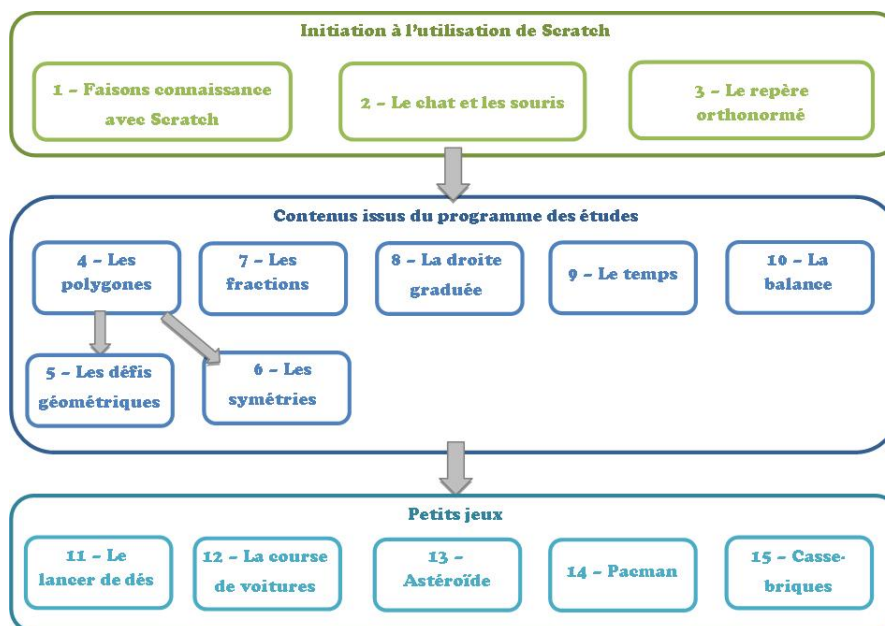 Initiation à l'utilisation de Scratch
1 – Faisons connaissance
avec Scratch
2 – Le chat et les souris
3 – Le repère
orthonormé
Contenus issus du programme des études
4 – Les
polygones
7 – Les
fractions
8 – La droite
graduée
9 – Le temps
10 – La
balance
5 – Les défis
géométriques
6 – Les
symétries
Petits jeux
11 – Le
lancer de dés
12 – La course
de voitures
13 –
Astéroïde
14 – Pacman
15 – Casse-
briques